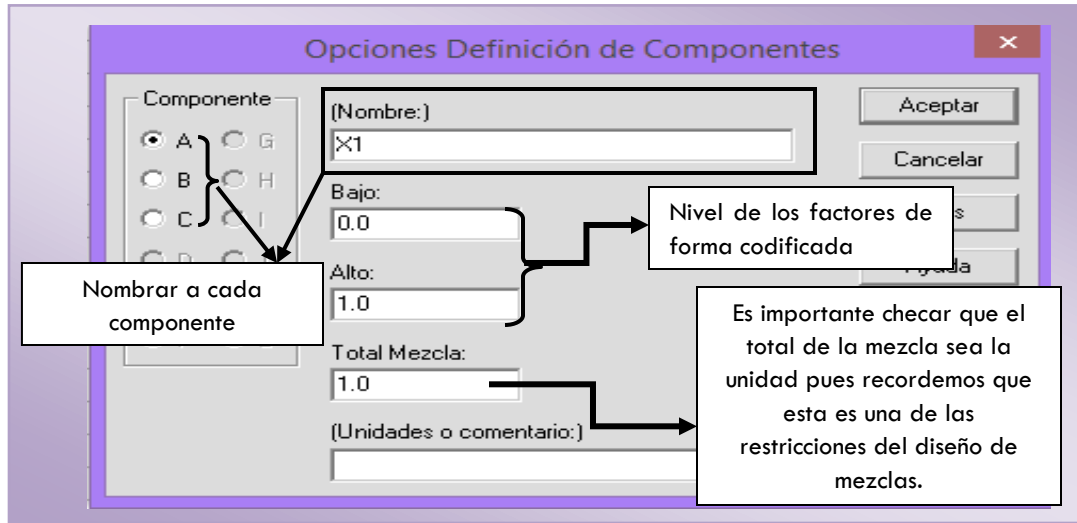 Opciones Definición de Componentes
Componente
A
G
B
H
C
I
(Nombre:)
X1
Bajo:
0.0
Alto:
1.0
Total Mezcla:
1.0
(Unidades o comentario:)
Aceptar
Cancelar
Nivel de los factores de
forma codificada
Nombrar a cada
componente
Es importante checar que el
total de la mezcla sea la
unidad pues recordemos que
esta es una de las
restricciones del diseño de
mezclas.